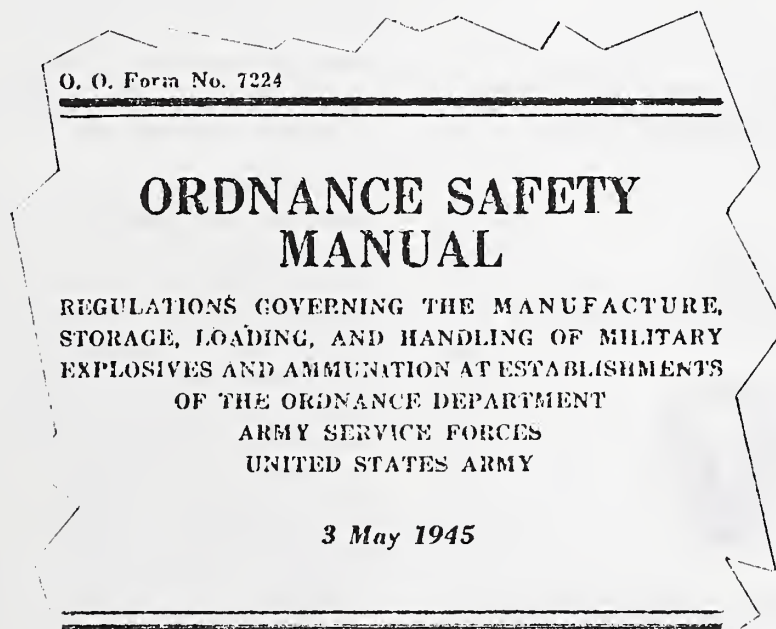 O. O. Form No. 7224
ORDNANCE SAFETY
MANUAL
REGULATIONS GOVERNING THE MANUFACTURE,
STORAGE, LOADING, AND HANDLING OF MILITARY
EXPLOSIVES AND AMMUNITION AT ESTABLISHMENTS
OF THE ORDNANCE DEPARTMENT
ARMY SERVICE FORCES
UNITED STATES ARMY
3 May 1945